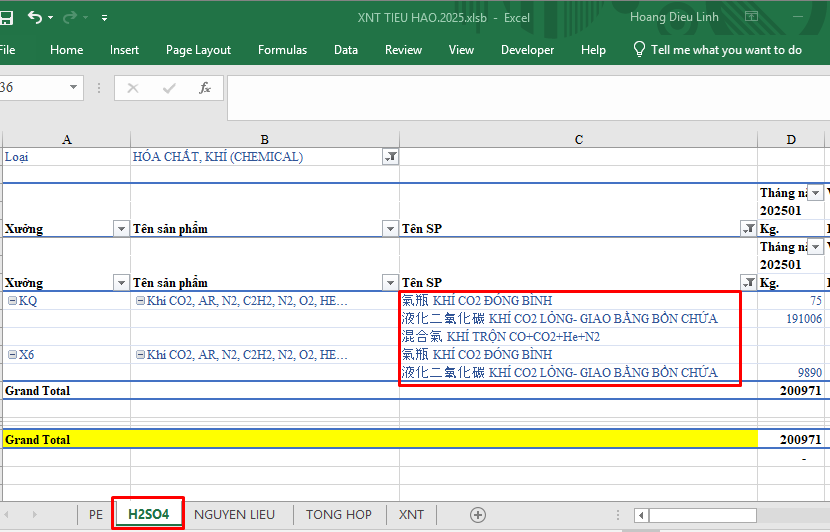 XNT TIEU HAO.2025.xlsb - Excel
Hoang Dieu Linh
File Home Insert Page Layout Formulas Data Review View Developer Help Tell me what you want to do
36 fx
A B C D
Loại HÓA CHẤT, KHÍ (CHEMICAL)
Tháng nă
202501
Xưởng Tên sản phẩm Tên SP Kg.
Tháng nă
202501
Xưởng Tên sản phẩm Tên SP Kg.
KQ Khí CO2, AR, N2, C2H2, N2, O2, HE… 氣瓶 KHÍ CO2 ĐÓNG BÌNH 75
液化二氧化碳 KHÍ CO2 LỎNG- GIAO BẰNG BỒN CHỨA 191006
混合氣 KHÍ TRỘN CO+CO2+He+N2
X6 Khí CO2, AR, N2, C2H2, N2, O2, HE… 氣瓶 KHÍ CO2 ĐÓNG BÌNH
液化二氧化碳 KHÍ CO2 LỎNG- GIAO BẰNG BỒN CHỨA 9890
Grand Total 200971
Grand Total 200971
-
PE H2SO4 NGUYEN LIEU TONG HOP XNT